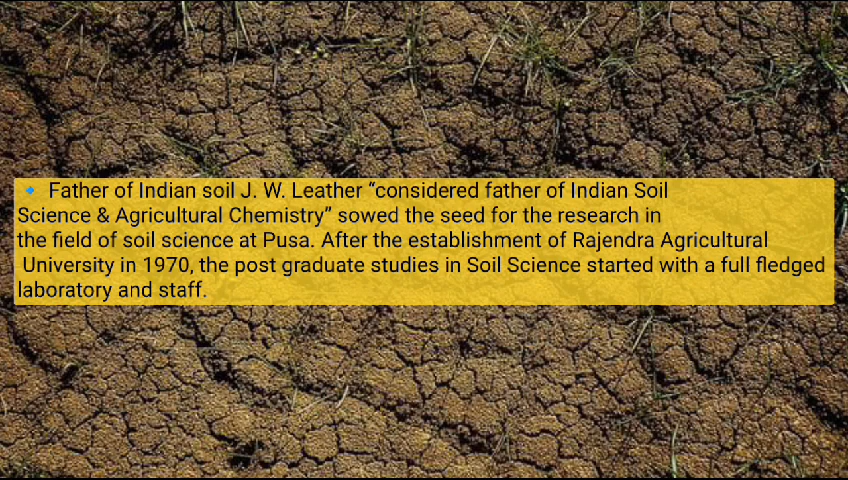 🔹 Father of Indian soil J. W. Leather “considered father of Indian Soil
Science & Agricultural Chemistry” sowed the seed for the research in
the field of soil science at Pusa. After the establishment of Rajendra Agricultural
University in 1970, the post graduate studies in Soil Science started with a full fledged
laboratory and staff.